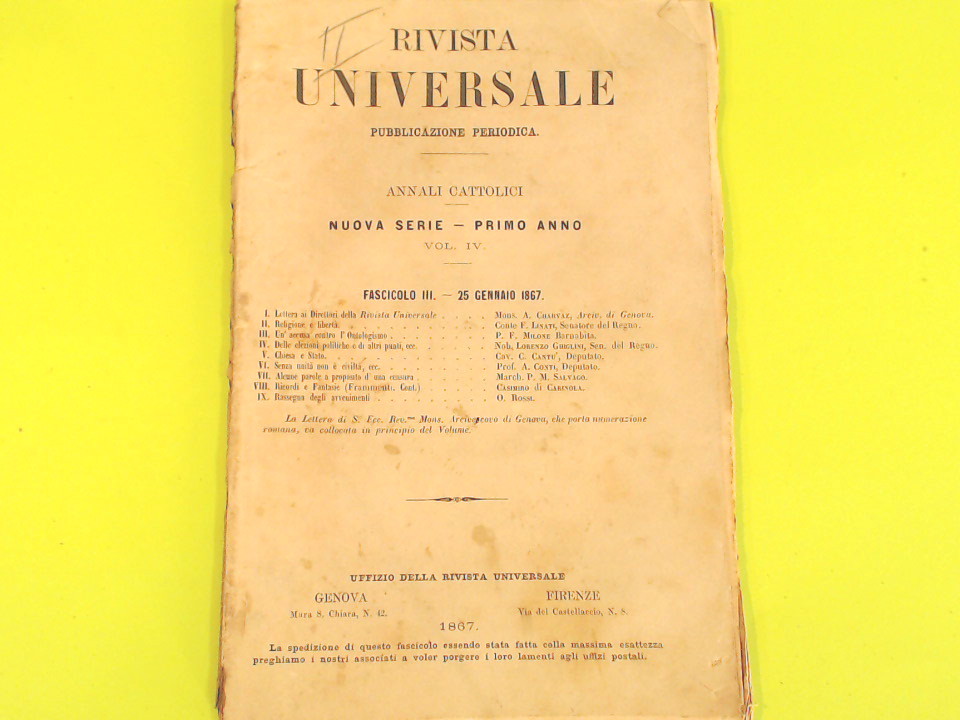 II
RIVISTA
UNIVERSALE
PUBBLICAZIONE PERIODICA.
ANNALI CATTOLICI
NUOVA SERIE — PRIMO ANNO
VOL. IV.
FASCICOLO III. — 25 GENNAIO 1867.
I. Lettera ai Direttori della Rivista Universale . . . . Mons. A. CHARVAZ, Arciv. di Genova.
II. Religione e libertà. . . . . . . . . . . Conte F. LINATI, Senatore del Regno.
III. Un' accusa contro l'Ontologismo . . . . . . . P. F. MILONE Barnabita.
IV. Delle elezioni politiche e di altri punti, ecc. . . . . . Nob. LORENZO GHIGLINI, Sen. del Regno.
V. Chiesa e Stato. . . . . . . . . . . . Cav. C. CANTU', Deputato.
VI. Senza unità non è civiltà, ecc. . . . . . . . . Prof. A. CONTI, Deputato.
VII. Alcune parole a proposito d' una censura . . . . . March. P. M. SALVAGO.
VIII. Ricordi e Fantasie (Frammenti. Cont.) . . . . . CASIMIRO di CARINOLA.
IX. Rassegna degli avvenimenti . . . . . . . . O. ROSSI.
La Lettera di S. Ecc. Rev.ma Mons. Arcivescovo di Genova, che porta numerazione
romana, va collocata in principio del Volume.
UFFIZIO DELLA RIVISTA UNIVERSALE
GENOVA FIRENZE
Mura S. Chiara, N. 42. Via del Castellaccio, N. 8.
1867.
La spedizione di questo fascicolo essendo stata fatta colla massima esattezza
preghiamo i nostri associati a voler porgere i loro lamenti agli uffizi postali.